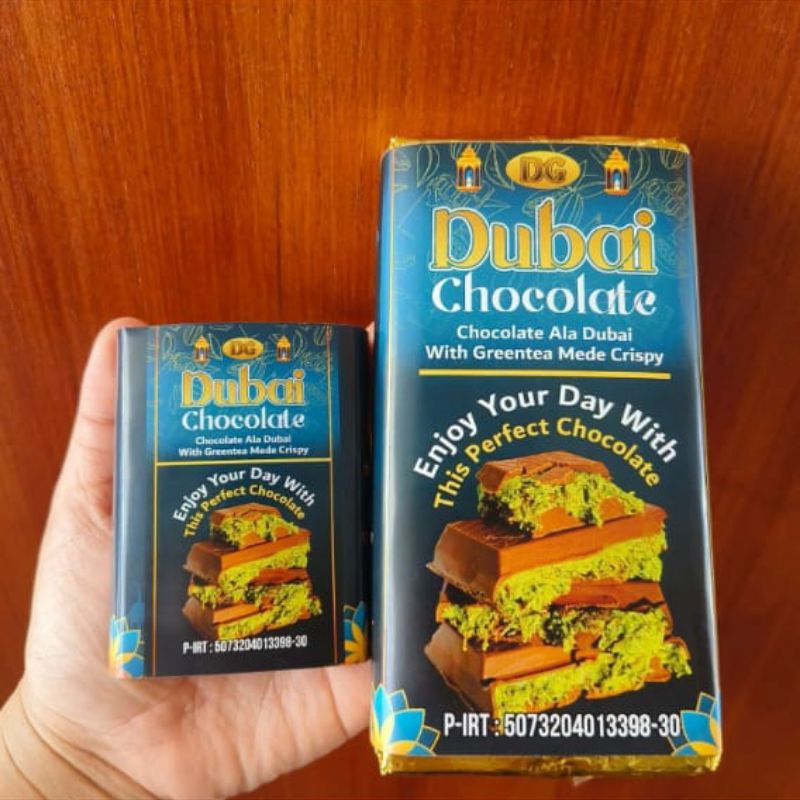 DG
Dubai
Chocolate
Chocolate Ala Dubai
With Greentea Mede Crispy
Enjoy Your Day With
This Perfect Chocolate
P-IRT : 5073204013398-30
DG
Dubai
Chocolate
Chocolate Ala Dubai
With Greentea Mede Crispy
Enjoy Your Day With
This Perfect Chocolate
P-IRT : 5073204013398-30